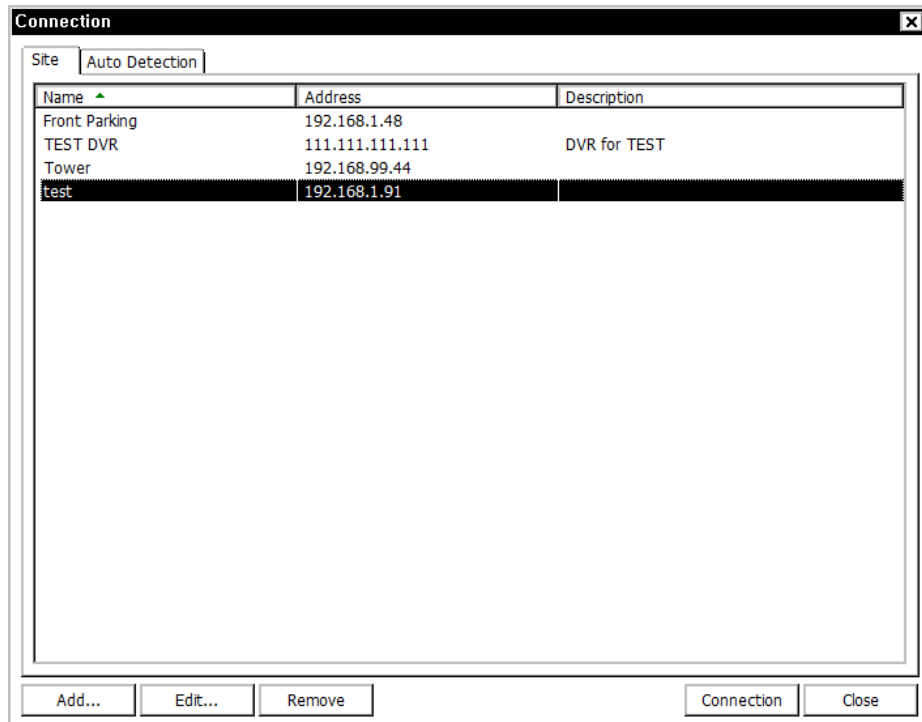 Connection
Site Auto Detection
Name Address Description
Front Parking 192.168.1.48
TEST DVR 111.111.111.111 DVR for TEST
Tower 192.168.99.44
test 192.168.1.91
Add... Edit... Remove Connection Close